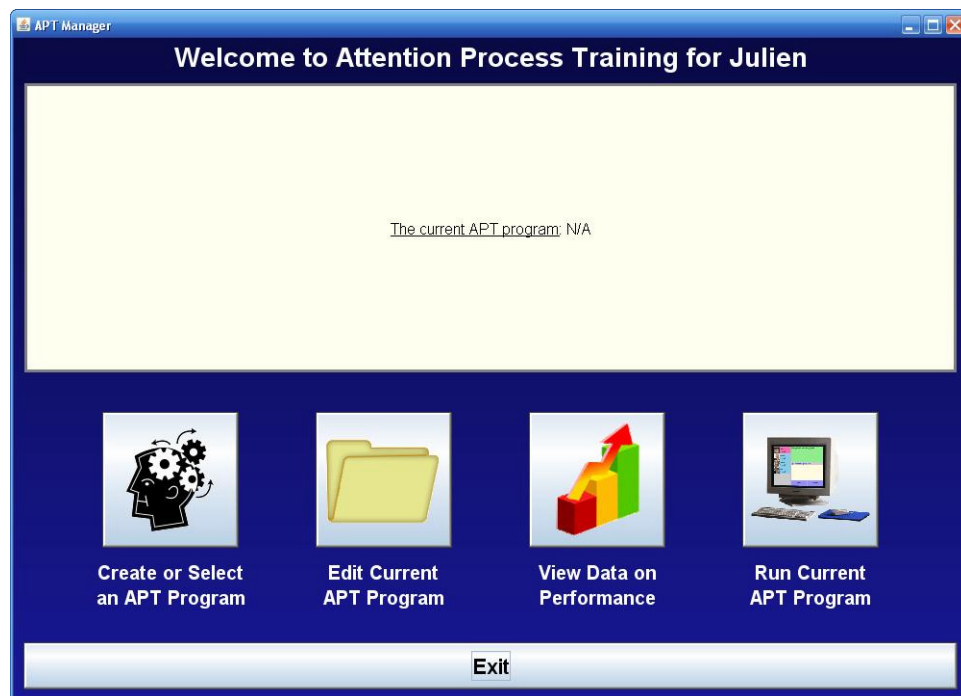 APT Manager
Welcome to Attention Process Training for Julien
The current APT program: N/A
Create or Select
an APT Program
Edit Current
APT Program
View Data on
Performance
Run Current
APT Program
Exit